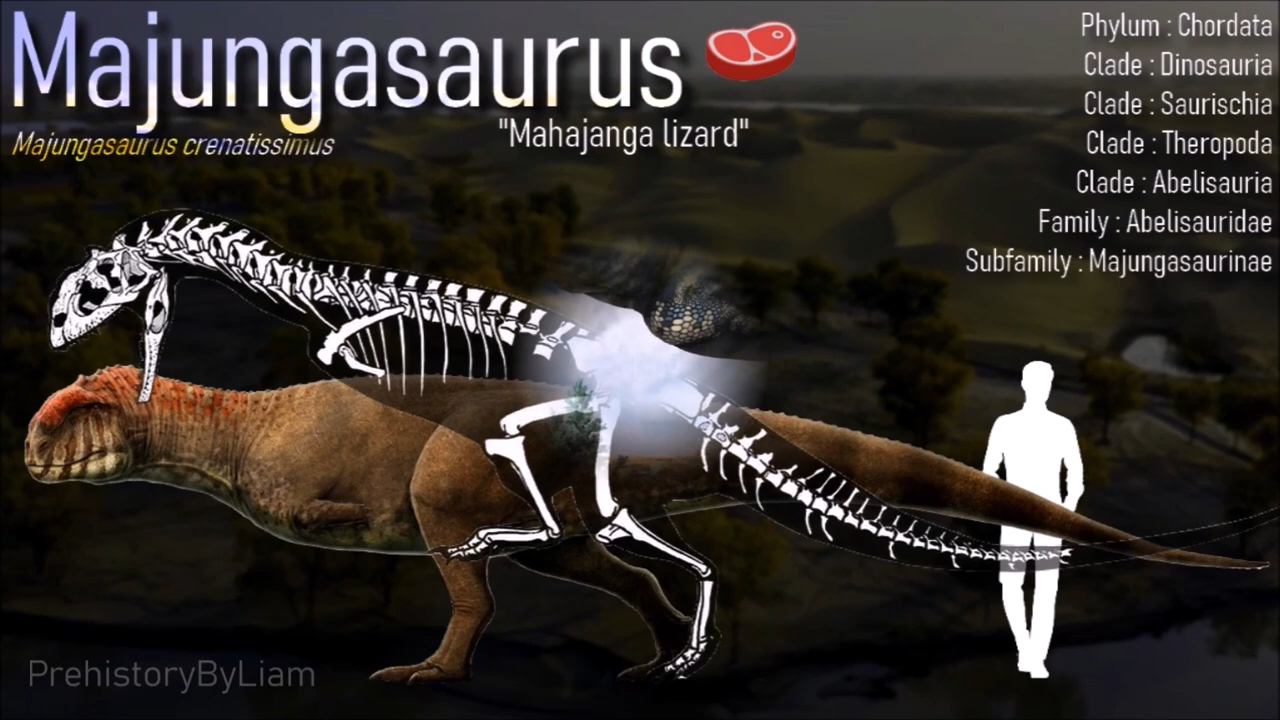 Majungasaurus
"Mahajanga lizard"
Majungasaurus crenatissimus
Phylum : Chordata
Clade : Dinosauria
Clade : Saurischia
Clade : Theropoda
Clade : Abelisauria
Family : Abelisauridae
Subfamily : Majungasaurinae
PrehistoryByLiam